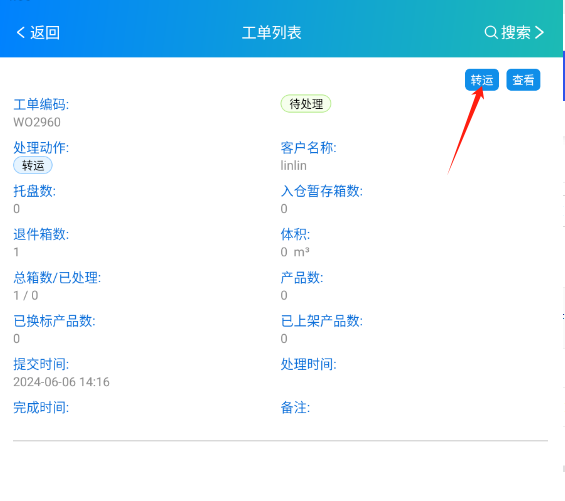 返回 工单列表 搜索
转运 查看
工单编码: 待处理
WO2960
处理动作: 客户名称:
转运 linlin
托盘数: 入仓暂存箱数:
0 0
退件箱数: 体积:
1 0 m³
总箱数/已处理: 产品数:
1 / 0 0
已换标产品数: 已上架产品数:
0 0
提交时间: 处理时间:
2024-06-06 14:16
完成时间: 备注: